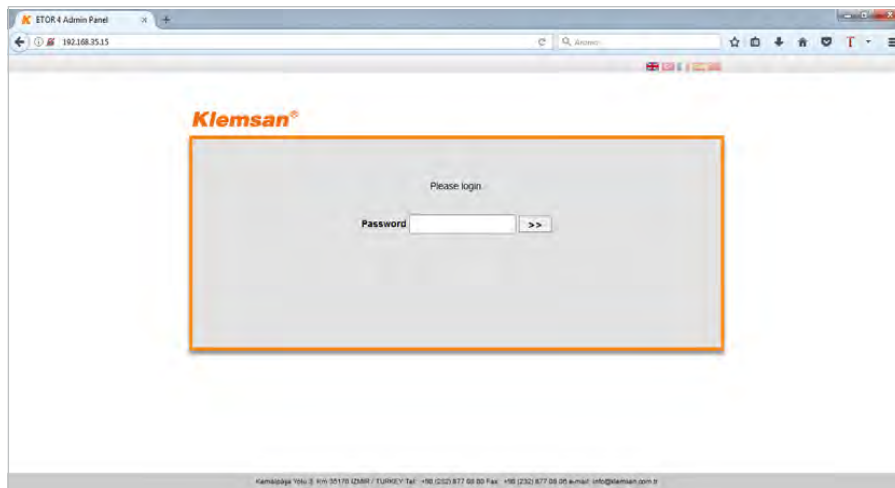 ETOR 4 Admin Panel
192.168.35.15
Klemsan®
Please login.
Password
>>